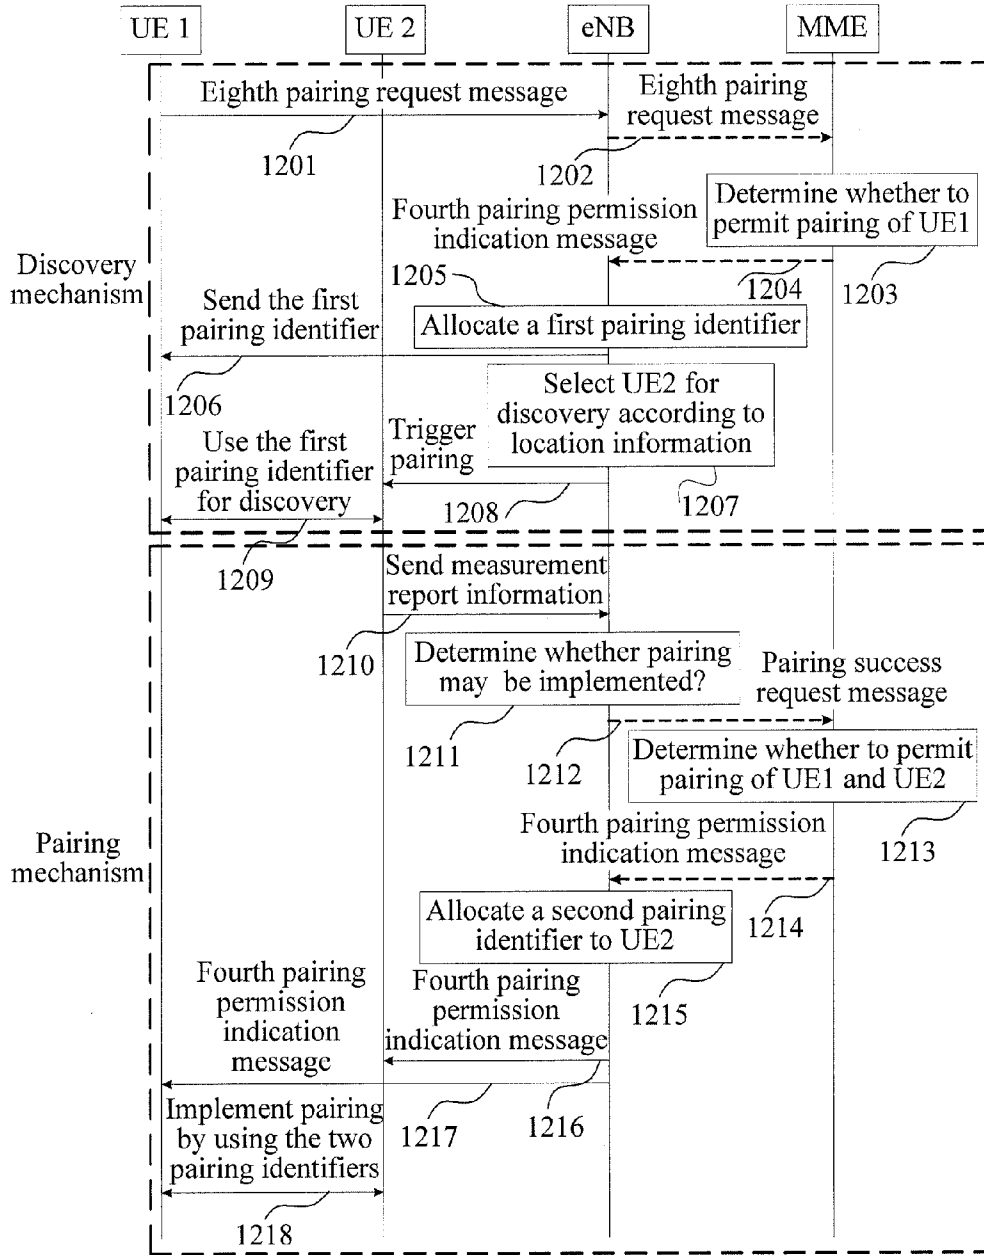 UE 1
UE 2
eNB
MME
Eighth pairing request message
Eighth pairing
request message
1201
1202
Determine whether to
permit pairing of UE1
Fourth pairing permission
indication message
1203
1204
Discovery
mechanism
1205
Allocate a first pairing identifier
Send the first
pairing identifier
1206
Select UE2 for
discovery according to
location information
1207
Trigger
pairing
1208
Use the first
pairing identifier
for discovery
1209
Send measurement
report information
1210
Determine whether pairing
may be implemented?
1211
Pairing success
request message
1212
Determine whether to permit
pairing of UE1 and UE2
1213
Pairing
mechanism
Fourth pairing permission
indication message
1214
Allocate a second pairing
identifier to UE2
1215
Fourth pairing
permission
indication message
1216
Fourth pairing
permission
indication
message
1217
Implement pairing
by using the two
pairing identifiers
1218